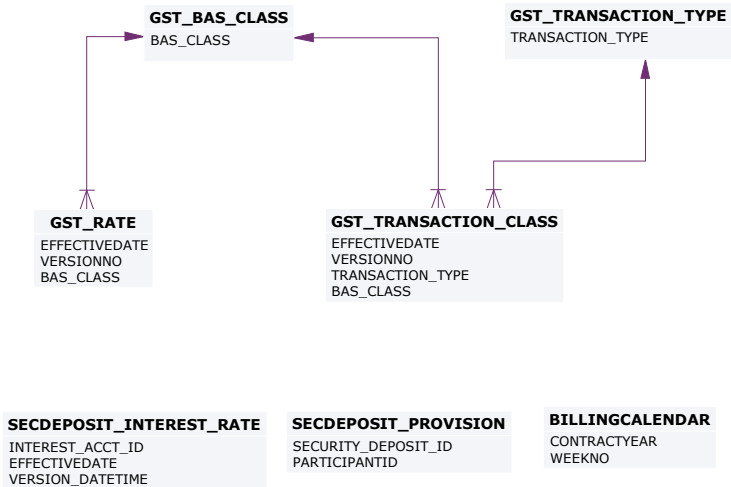 GST_BAS_CLASS
BAS_CLASS
GST_TRANSACTION_TYPE
TRANSACTION_TYPE
GST_RATE
EFFECTIVEDATE
VERSIONNO
BAS_CLASS
GST_TRANSACTION_CLASS
EFFECTIVEDATE
VERSIONNO
TRANSACTION_TYPE
BAS_CLASS
SECDEPOSIT_INTEREST_RATE
INTEREST_ACCT_ID
EFFECTIVEDATE
VERSION_DATETIME
SECDEPOSIT_PROVISION
SECURITY_DEPOSIT_ID
PARTICIPANTID
BILLINGCALENDAR
CONTRACTYEAR
WEEKNO